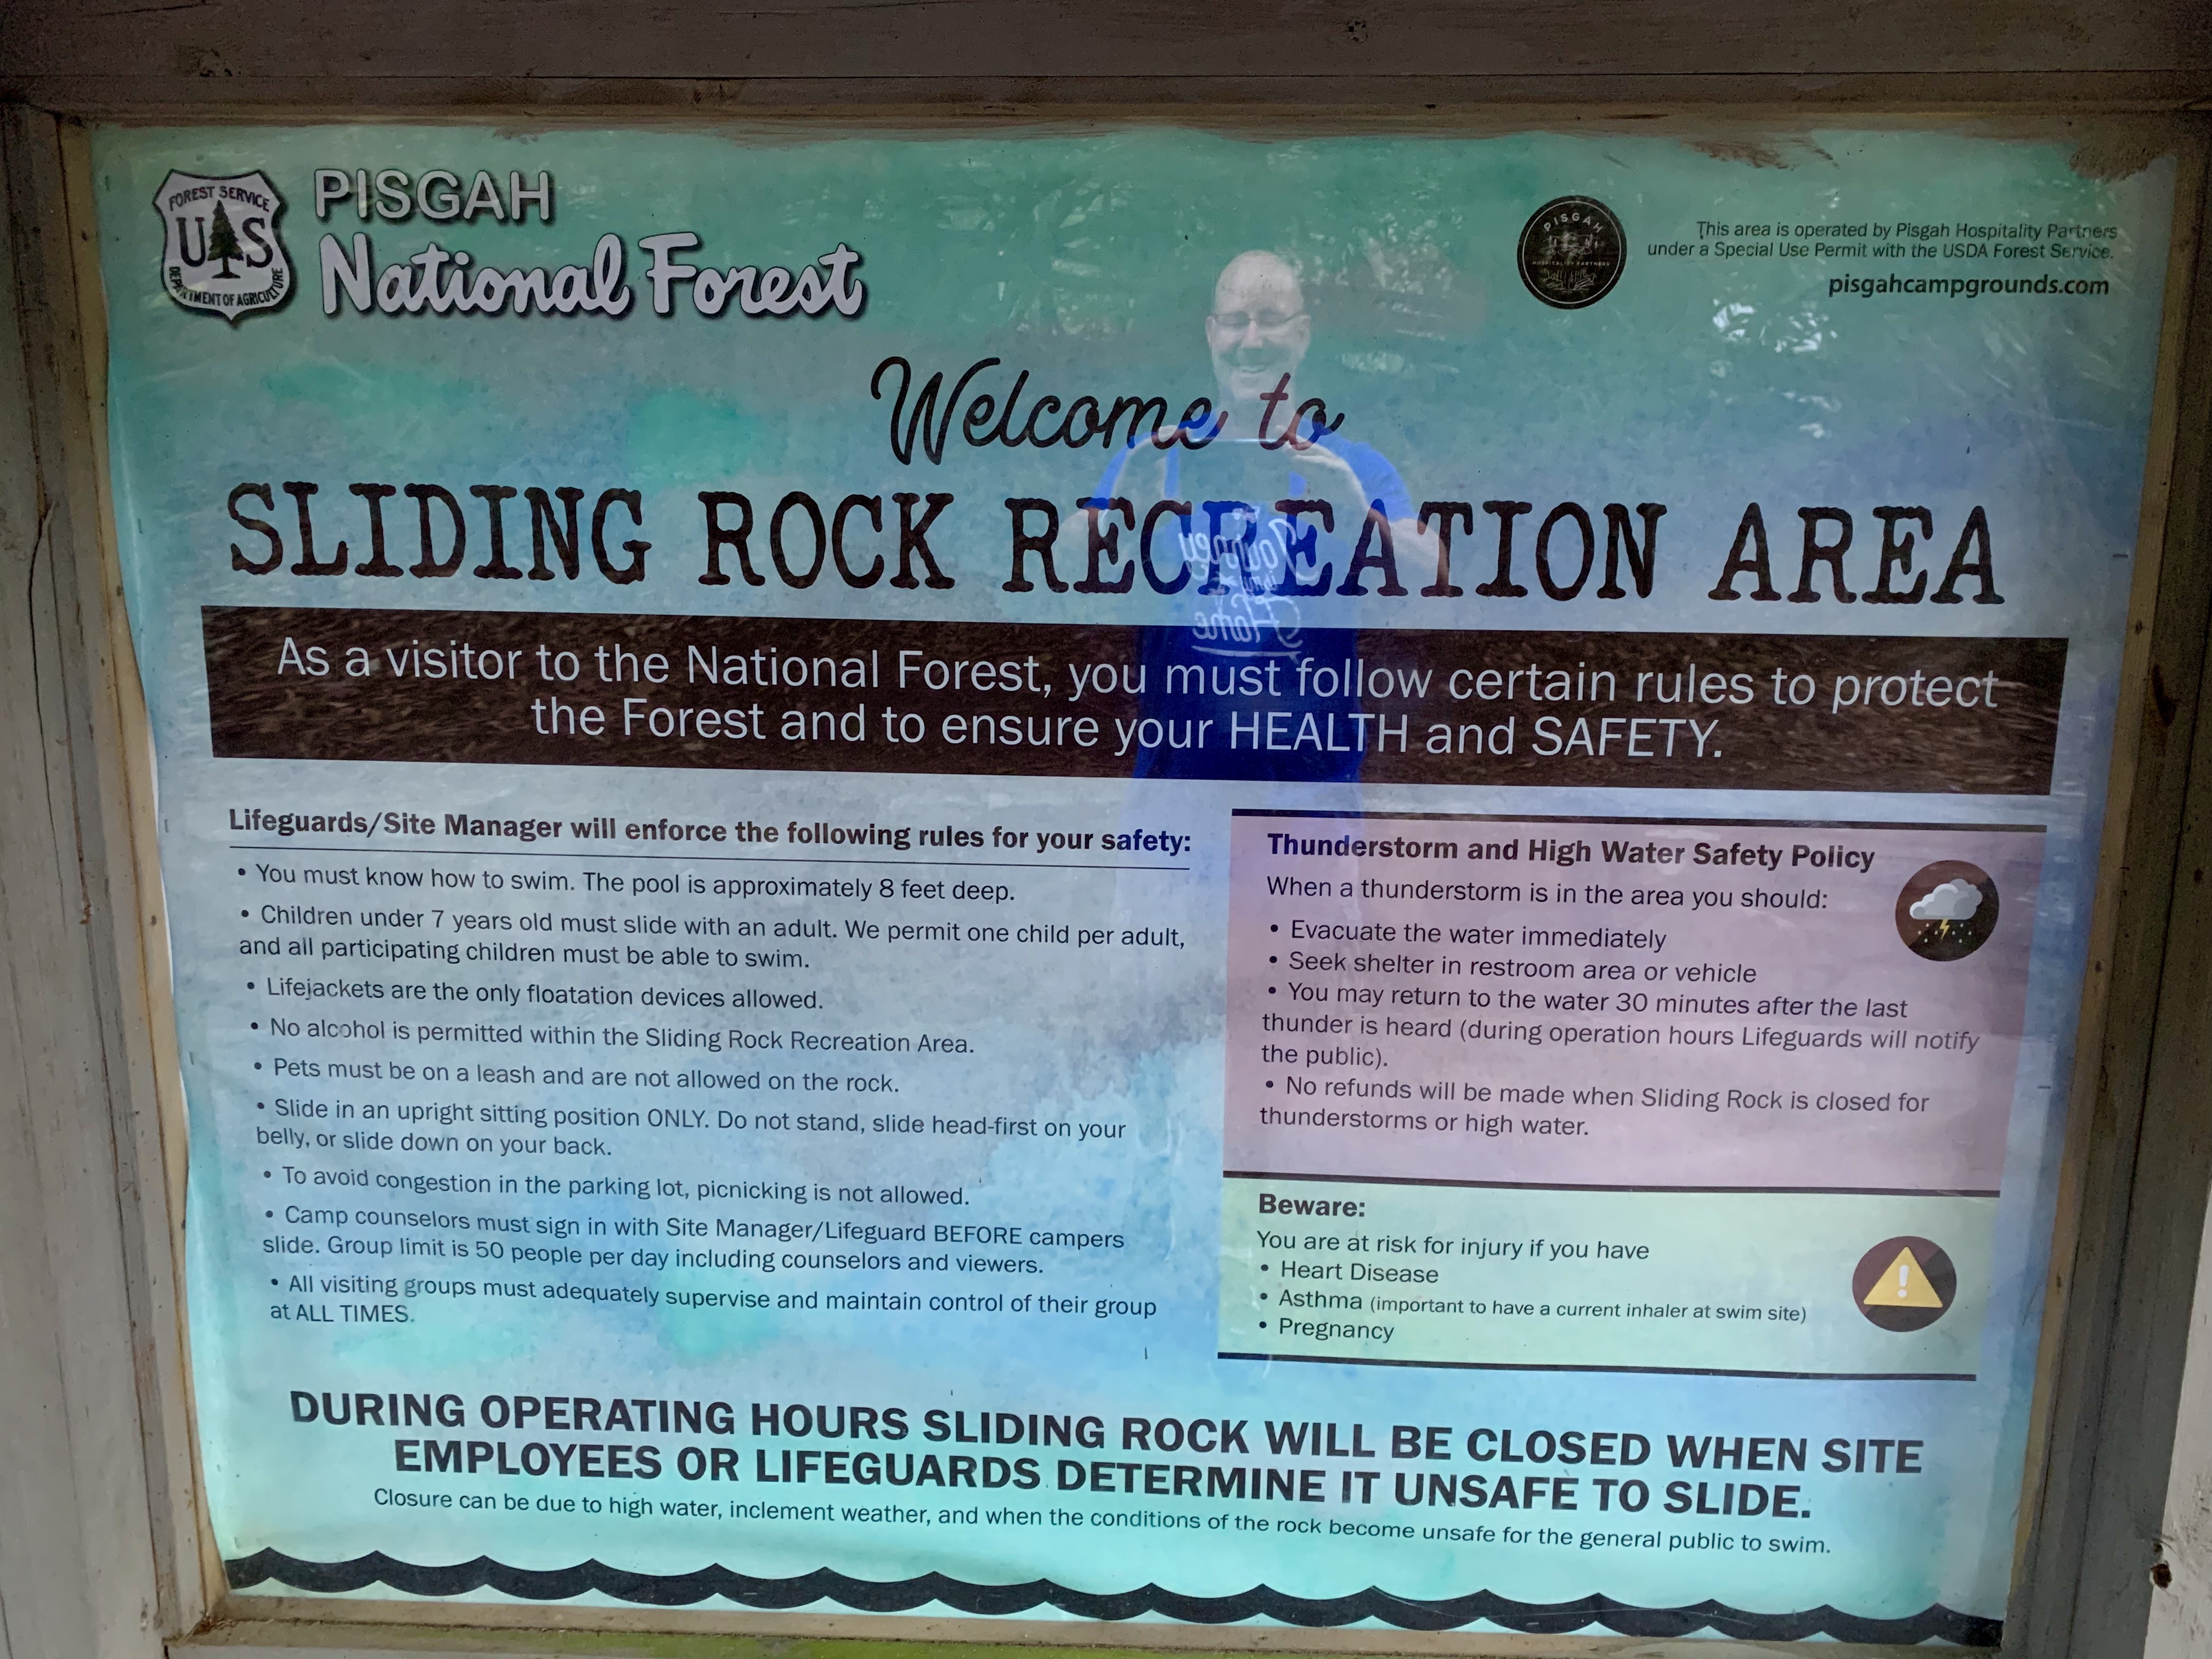 FOREST SERVICE
US
DEPARTMENT OF AGRICULTURE
PISGAH
National Forest
PISGAH
HOSPITALITY PARTNERS
This area is operated by Pisgah Hospitality Partners
under a Special Use Permit with the USDA Forest Service.
pisgahcampgrounds.com
Welcome to
SLIDING ROCK RECREATION AREA
Journey
is my
Home
As a visitor to the National Forest, you must follow certain rules to protect
the Forest and to ensure your HEALTH and SAFETY.
Lifeguards/Site Manager will enforce the following rules for your safety:
• You must know how to swim. The pool is approximately 8 feet deep.
• Children under 7 years old must slide with an adult. We permit one child per adult,
and all participating children must be able to swim.
• Lifejackets are the only floatation devices allowed.
• No alcohol is permitted within the Sliding Rock Recreation Area.
• Pets must be on a leash and are not allowed on the rock.
• Slide in an upright sitting position ONLY. Do not stand, slide head-first on your
belly, or slide down on your back.
• To avoid congestion in the parking lot, picnicking is not allowed.
• Camp counselors must sign in with Site Manager/Lifeguard BEFORE campers
slide. Group limit is 50 people per day including counselors and viewers.
• All visiting groups must adequately supervise and maintain control of their group
at ALL TIMES.
Thunderstorm and High Water Safety Policy
When a thunderstorm is in the area you should:
• Evacuate the water immediately
• Seek shelter in restroom area or vehicle
• You may return to the water 30 minutes after the last
thunder is heard (during operation hours Lifeguards will notify
the public).
• No refunds will be made when Sliding Rock is closed for
thunderstorms or high water.
Beware:
You are at risk for injury if you have
• Heart Disease
• Asthma (important to have a current inhaler at swim site)
• Pregnancy
DURING OPERATING HOURS SLIDING ROCK WILL BE CLOSED WHEN SITE
EMPLOYEES OR LIFEGUARDS DETERMINE IT UNSAFE TO SLIDE.
Closure can be due to high water, inclement weather, and when the conditions of the rock become unsafe for the general public to swim.